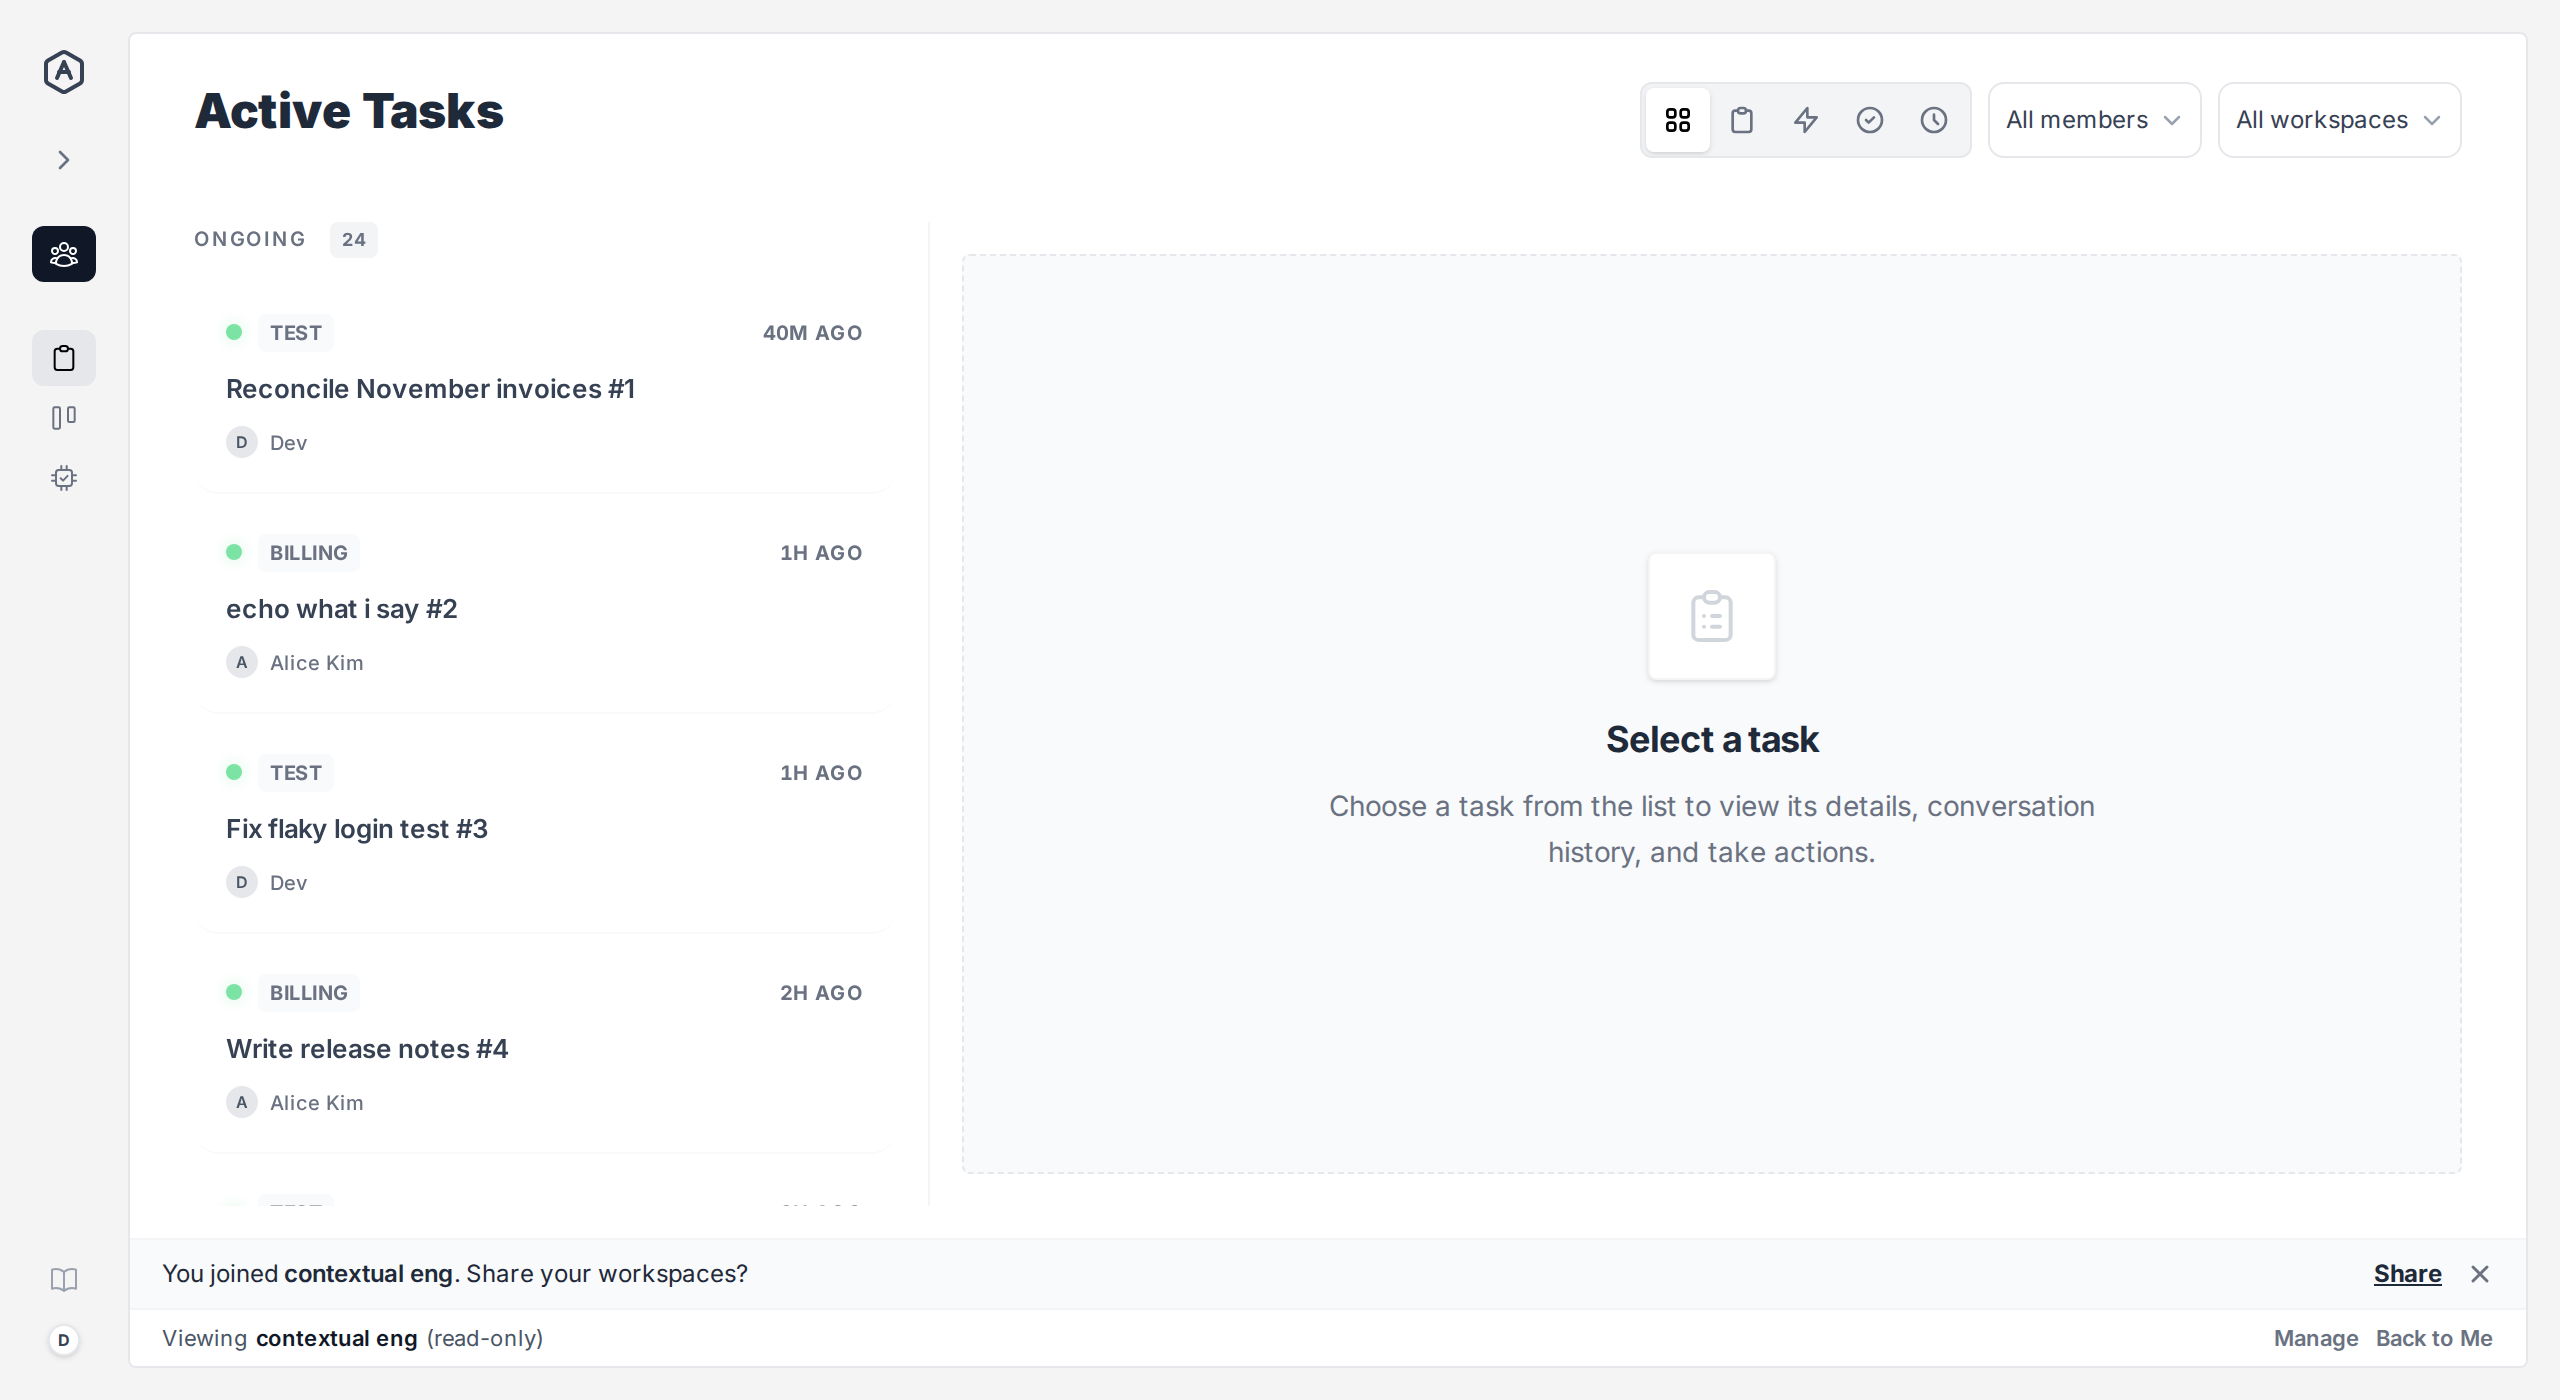 Active Tasks
All members
All workspaces
ONGOING 24
TEST 40M AGO
Reconcile November invoices #1
D Dev
BILLING 1H AGO
echo what i say #2
A Alice Kim
TEST 1H AGO
Fix flaky login test #3
D Dev
BILLING 2H AGO
Write release notes #4
A Alice Kim
Select a task
Choose a task from the list to view its details, conversation
history, and take actions.
You joined contextual eng. Share your workspaces?
Share
Viewing contextual eng (read-only)
Manage Back to Me
D